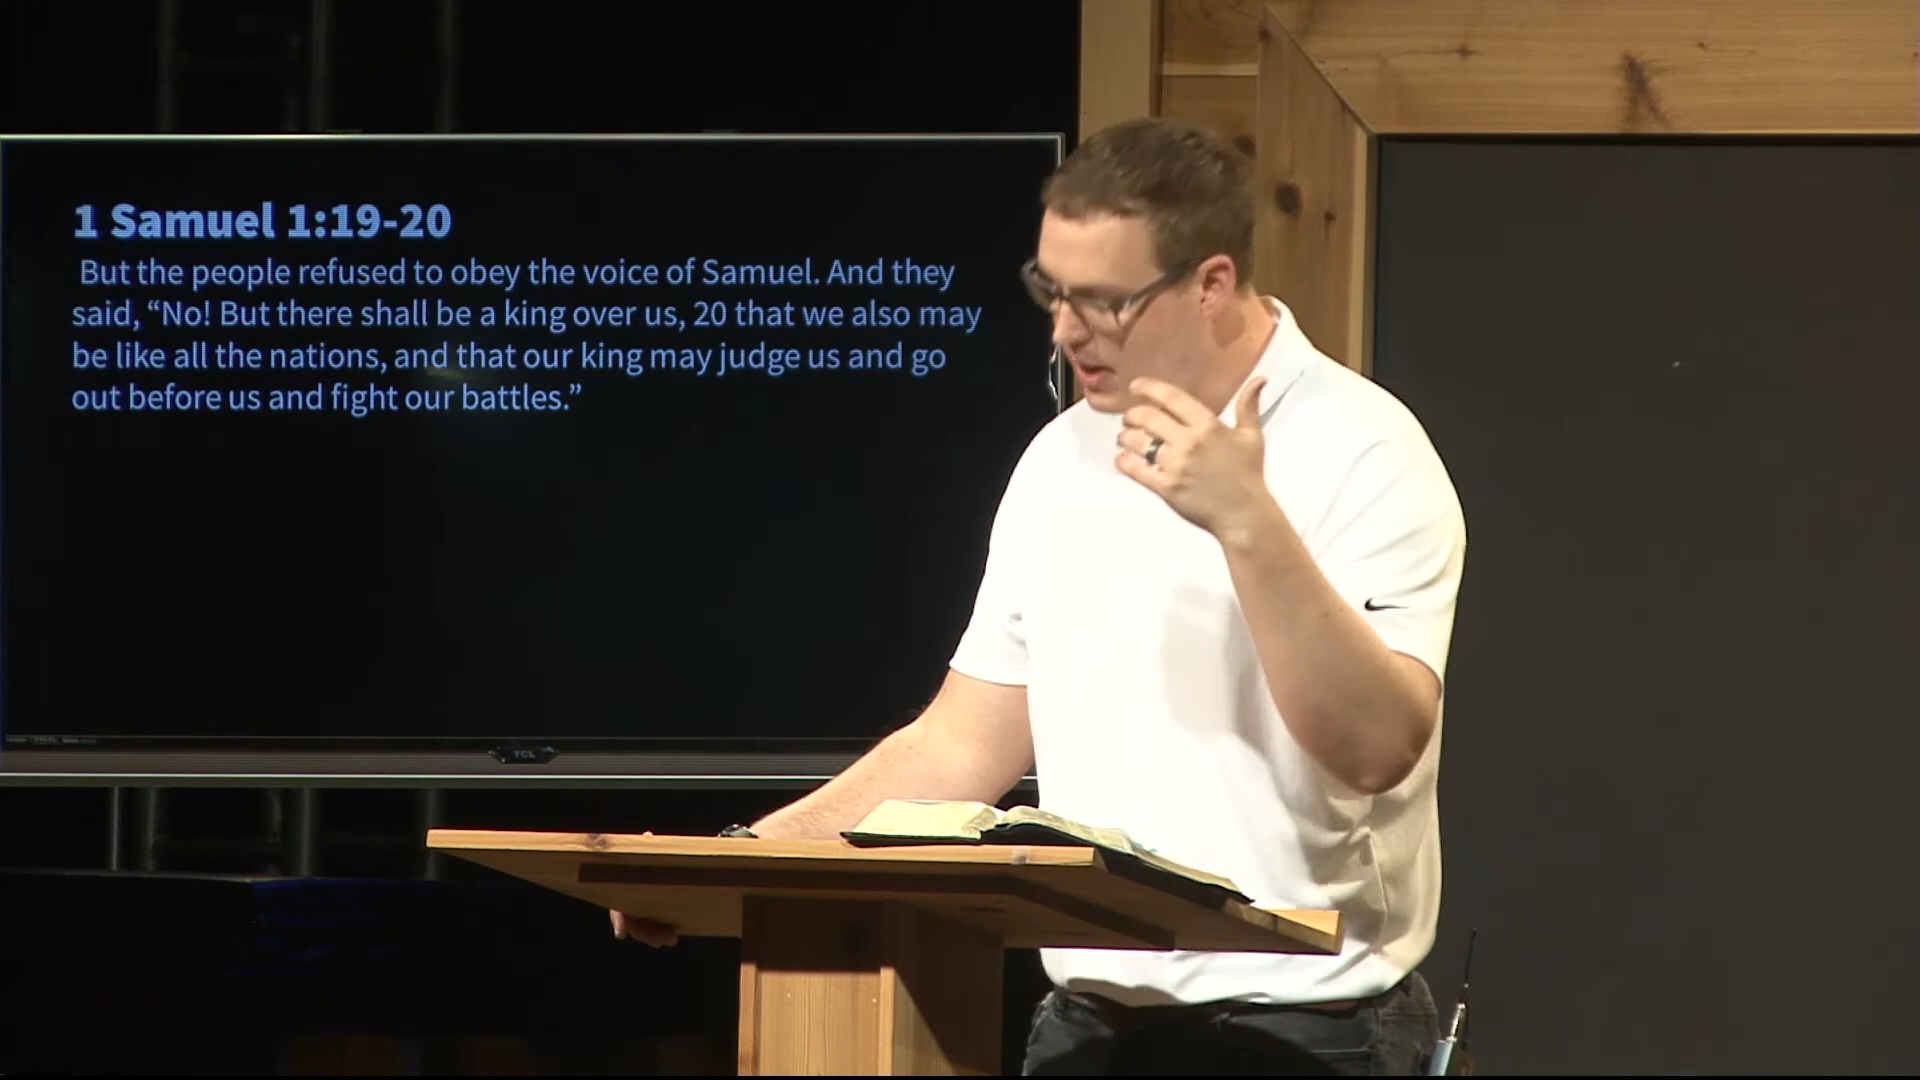 1 Samuel 1:19-20
But the people refused to obey the voice of Samuel. And they
said, “No! But there shall be a king over us, 20 that we also may
be like all the nations, and that our king may judge us and go
out before us and fight our battles.”
TCL